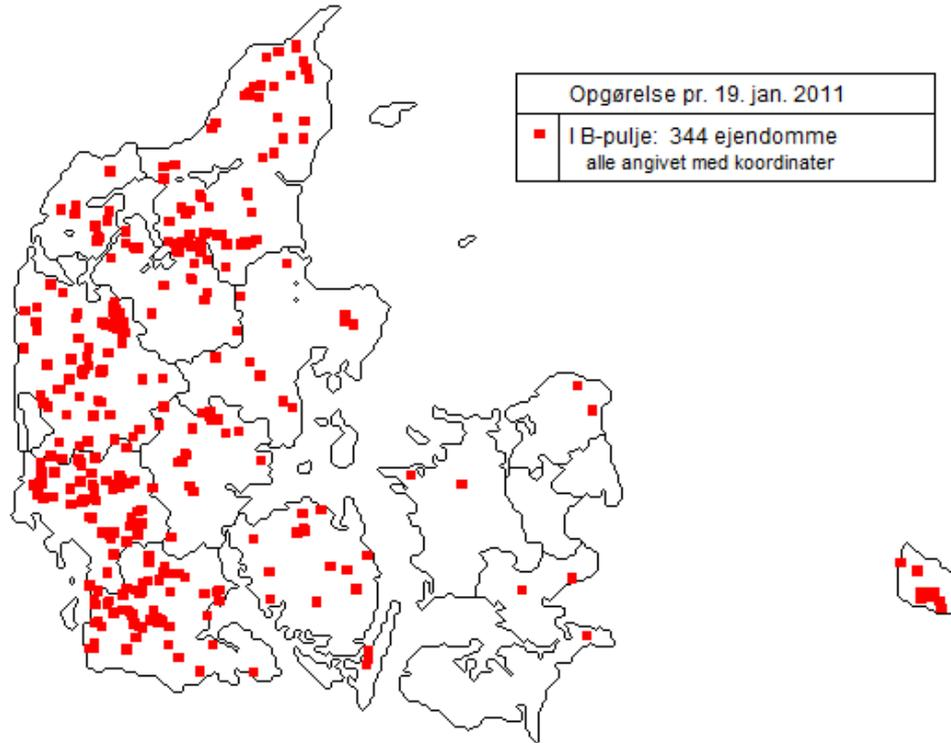 Opgørelse pr. 19. jan. 2011
I B-pulje: 344 ejendomme
alle angivet med koordinater